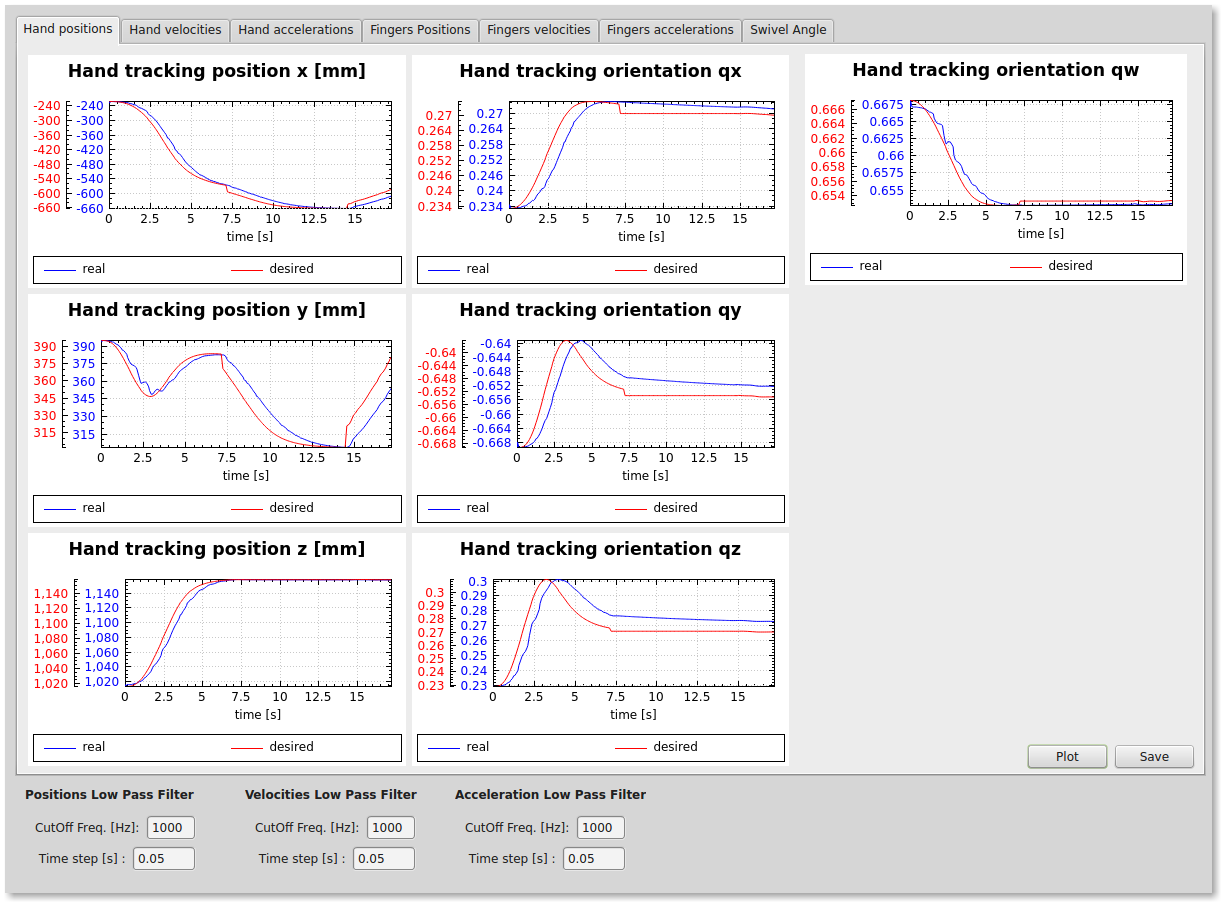 Hand positions
Hand velocities
Hand accelerations
Fingers Positions
Fingers velocities
Fingers accelerations
Swivel Angle
Hand tracking position x [mm]
-240
-300
-360
-420
-480
-540
-600
-660
-240
-300
-360
-420
-480
-540
-600
-660
0 2.5 5 7.5 10 12.5 15
time [s]
real desired
Hand tracking orientation qx
0.27
0.264
0.258
0.252
0.246
0.24
0.234
0.27
0.264
0.258
0.252
0.246
0.24
0.234
0 2.5 5 7.5 10 12.5 15
time [s]
real desired
Hand tracking orientation qw
0.666
0.664
0.662
0.66
0.658
0.656
0.654
0.6675
0.665
0.6625
0.66
0.6575
0.655
0 2.5 5 7.5 10 12.5 15
time [s]
real desired
Hand tracking position y [mm]
390
375
360
345
330
315
390
375
360
345
330
315
0 2.5 5 7.5 10 12.5 15
time [s]
real desired
Hand tracking orientation qy
-0.64
-0.644
-0.648
-0.652
-0.656
-0.66
-0.664
-0.668
-0.64
-0.644
-0.648
-0.652
-0.656
-0.66
-0.664
-0.668
0 2.5 5 7.5 10 12.5 15
time [s]
real desired
Hand tracking position z [mm]
1,140
1,120
1,100
1,080
1,060
1,040
1,020
1,140
1,120
1,100
1,080
1,060
1,040
1,020
0 2.5 5 7.5 10 12.5 15
time [s]
real desired
Hand tracking orientation qz
0.3
0.29
0.28
0.27
0.26
0.25
0.24
0.23
0.3
0.29
0.28
0.27
0.26
0.25
0.24
0.23
0 2.5 5 7.5 10 12.5 15
time [s]
real desired
Plot
Save
Positions Low Pass Filter
CutOff Freq. [Hz]: 1000
Time step [s] : 0.05
Velocities Low Pass Filter
CutOff Freq. [Hz]: 1000
Time step [s] : 0.05
Acceleration Low Pass Filter
CutOff Freq. [Hz]: 1000
Time step [s] : 0.05